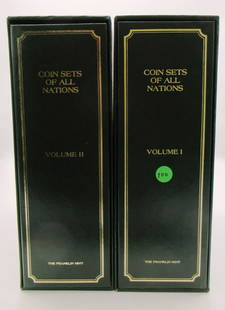 COIN SETS
OF ALL
NATIONS
VOLUME II
THE FRANKLIN MINT
COIN SETS
OF ALL
NATIONS
VOLUME I
THE FRANKLIN MINT